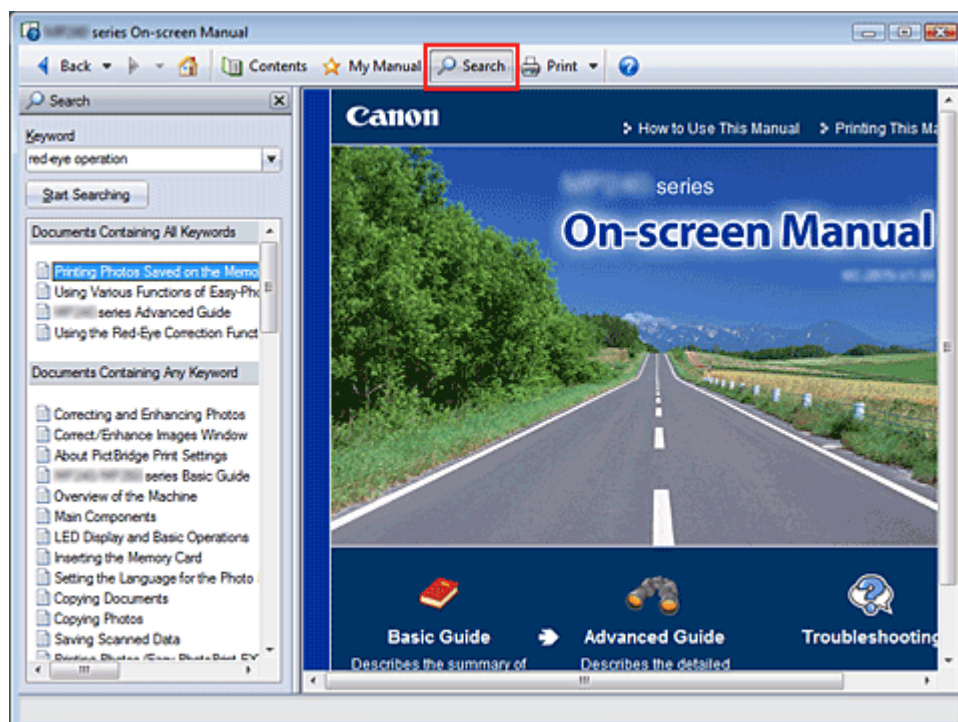 series On-screen Manual
Back Contents My Manual Search Print
Search
Keyword
red-eye operation
Start Searching
Documents Containing All Keywords
Printing Photos Saved on the Memo
Using Various Functions of Easy-Pho
series Advanced Guide
Using the Red-Eye Correction Funct
Documents Containing Any Keyword
Correcting and Enhancing Photos
Correct/Enhance Images Window
About PictBridge Print Settings
series Basic Guide
Overview of the Machine
Main Components
LED Display and Basic Operations
Inserting the Memory Card
Setting the Language for the Photo
Copying Documents
Copying Photos
Saving Scanned Data
Printing Photos (Easy-PhotoPrint EX
Canon
How to Use This Manual Printing This Ma
series
On-screen Manual
Basic Guide Advanced Guide Troubleshooting
Describes the summary of Describes the detailed